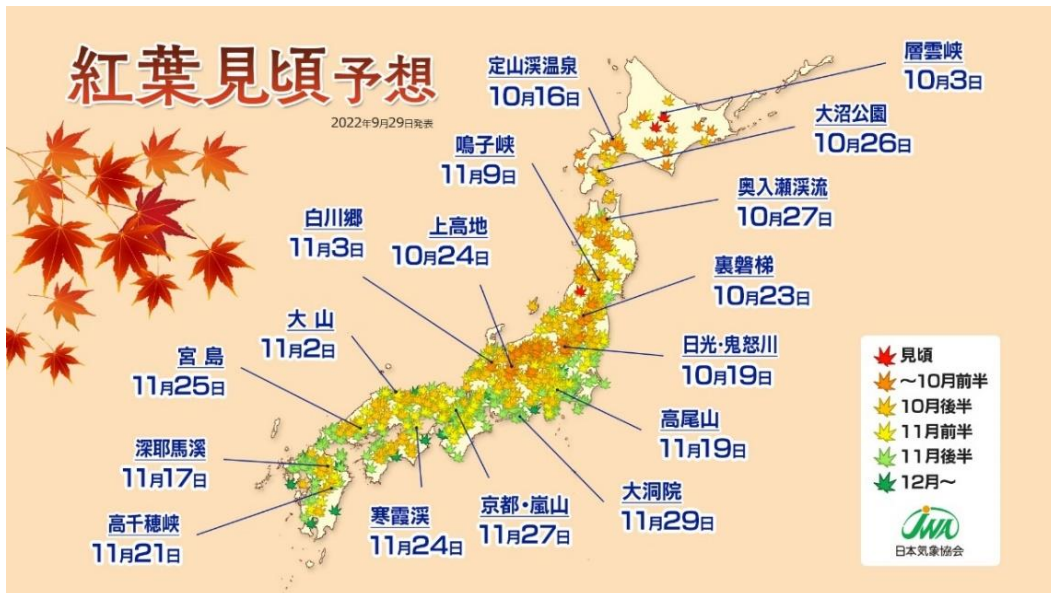 紅葉見頃予想
2022年9月29日発表
層雲峡
10月3日
定山渓温泉
10月16日
大沼公園
10月26日
鳴子峡
11月9日
奥入瀬渓流
10月27日
白川郷
11月3日
上高地
10月24日
裏磐梯
10月23日
大山
11月2日
日光・鬼怒川
10月19日
宮島
11月25日
高尾山
11月19日
深耶馬溪
11月17日
大洞院
11月29日
京都・嵐山
11月27日
寒霞渓
11月24日
高千穂峡
11月21日
見頃
～10月前半
10月後半
11月前半
11月後半
12月～
JWA
日本気象協会